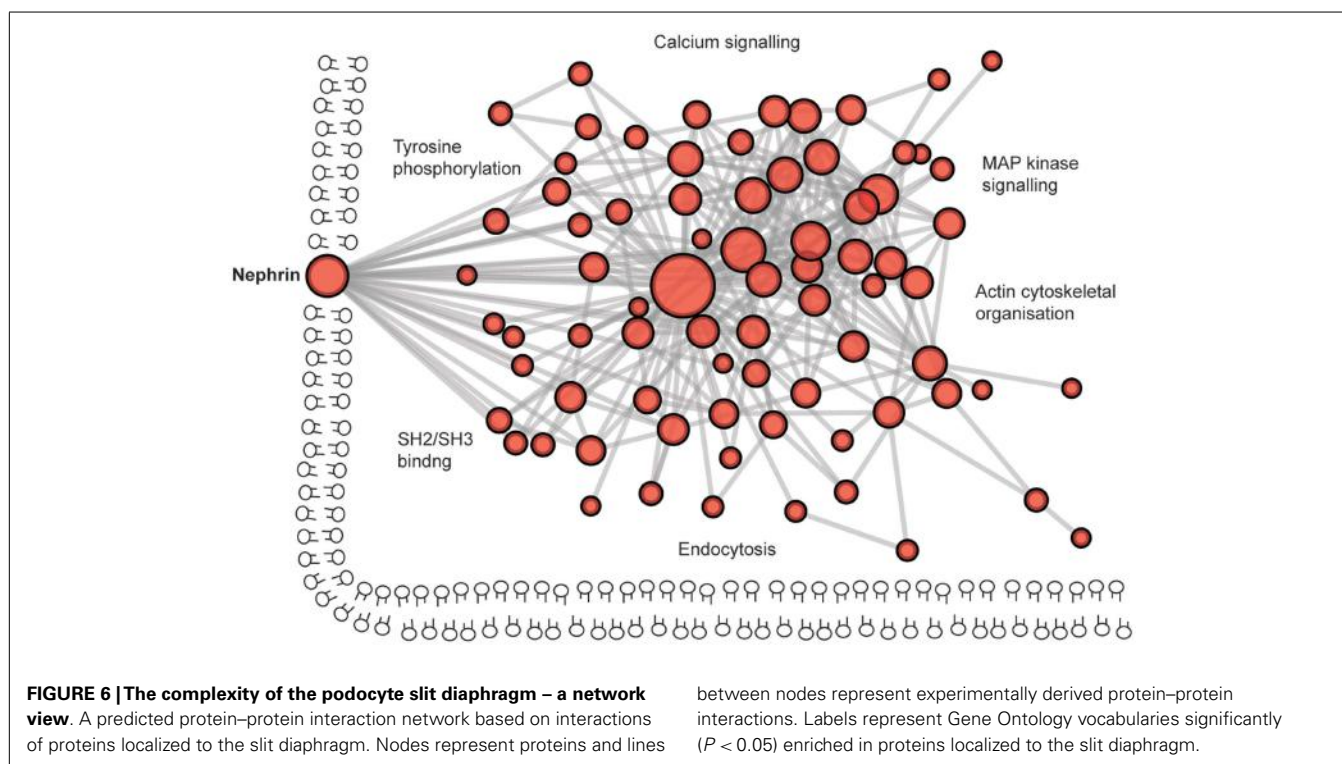 Calcium signalling
Tyrosine
phosphorylation
MAP kinase
signalling
Nephrin
Actin cytoskeletal
organisation
SH2/SH3
bindng
Endocytosis
FIGURE 6 | The complexity of the podocyte slit diaphragm – a network
view. A predicted protein–protein interaction network based on interactions
of proteins localized to the slit diaphragm. Nodes represent proteins and lines
between nodes represent experimentally derived protein–protein
interactions. Labels represent Gene Ontology vocabularies significantly
(P < 0.05) enriched in proteins localized to the slit diaphragm.